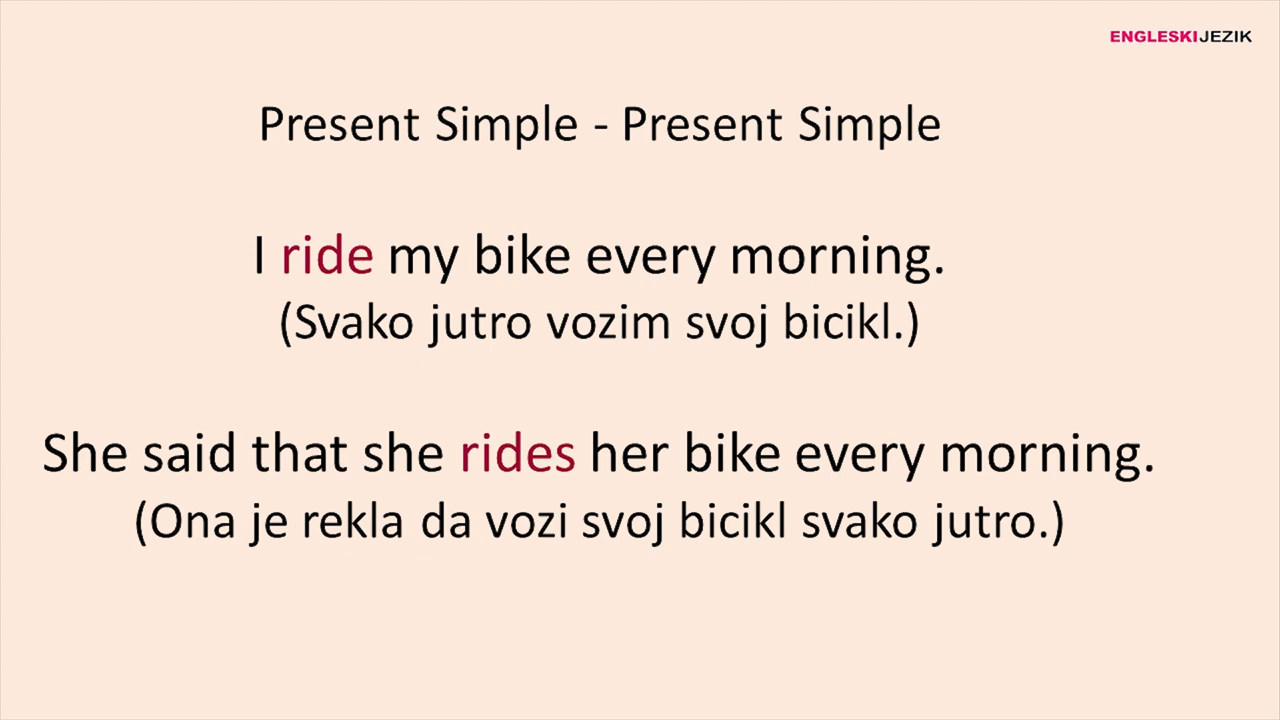 ENGLESKIJEZIK
Present Simple - Present Simple
I ride my bike every morning.
(Svako jutro vozim svoj bicikl.)
She said that she rides her bike every morning.
(Ona je rekla da vozi svoj bicikl svako jutro.)